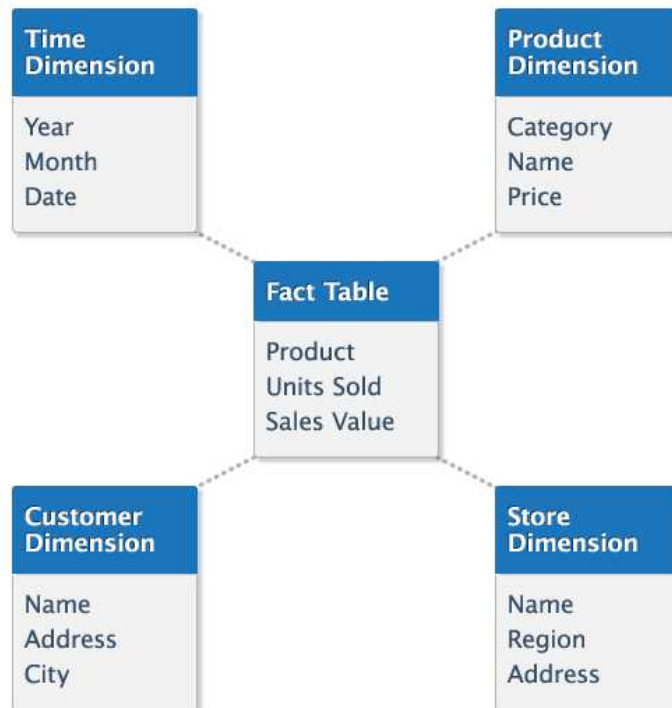 Time
Dimension
Year
Month
Date
Product
Dimension
Category
Name
Price
Fact Table
Product
Units Sold
Sales Value
Customer
Dimension
Name
Address
City
Store
Dimension
Name
Region
Address